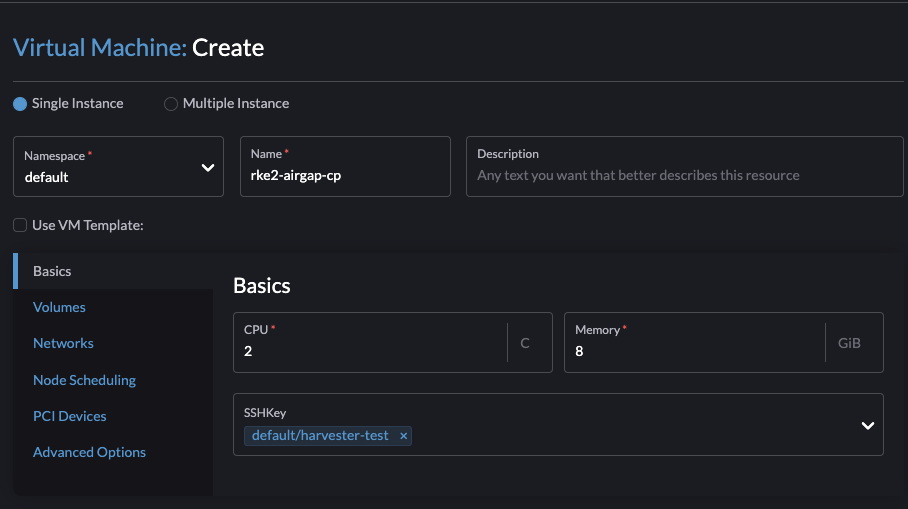 Virtual Machine: Create
Single Instance Multiple Instance
Namespace *
default
Name *
rke2-airgap-cp
Description
Any text you want that better describes this resource
Use VM Template:
Basics
Volumes
Networks
Node Scheduling
PCI Devices
Advanced Options
Basics
CPU *
2 C
Memory *
8 GiB
SSHKey
default/harvester-test ×